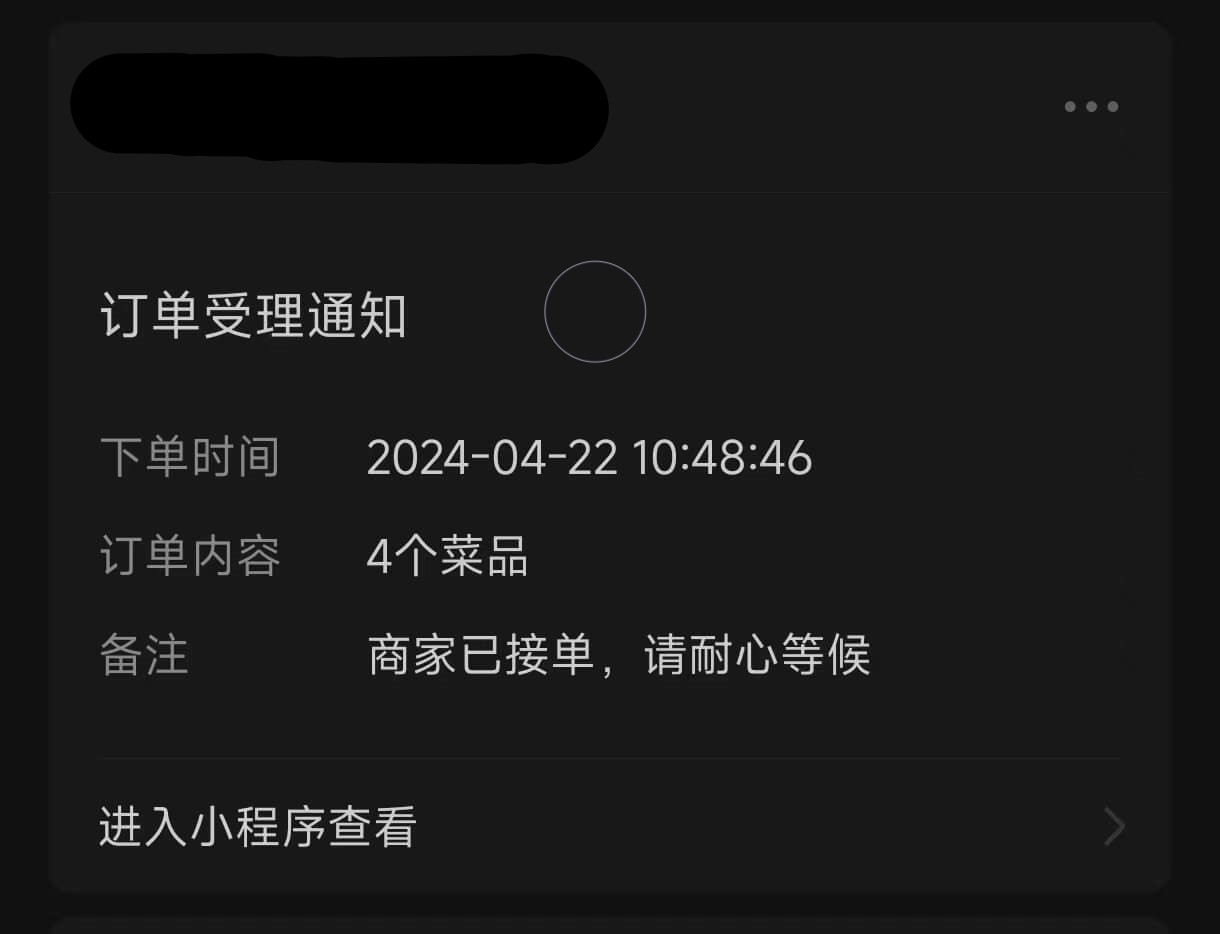 订单受理通知
下单时间 2024-04-22 10:48:46
订单内容 4个菜品
备注 商家已接单，请耐心等候
进入小程序查看